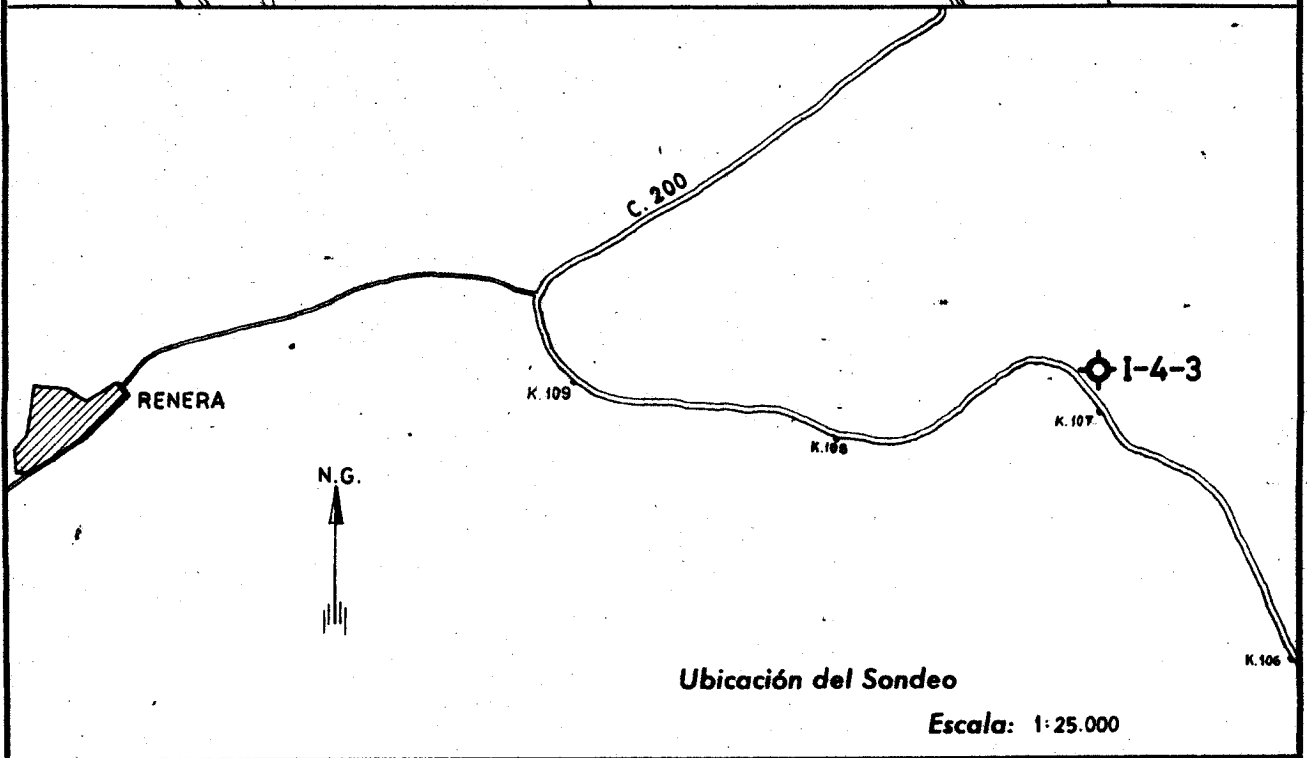 C. 200
I-4-3
RENERA
K. 109
K. 107
K. 108
N.G.
K. 106
Ubicación del Sondeo
Escala: 1:25.000